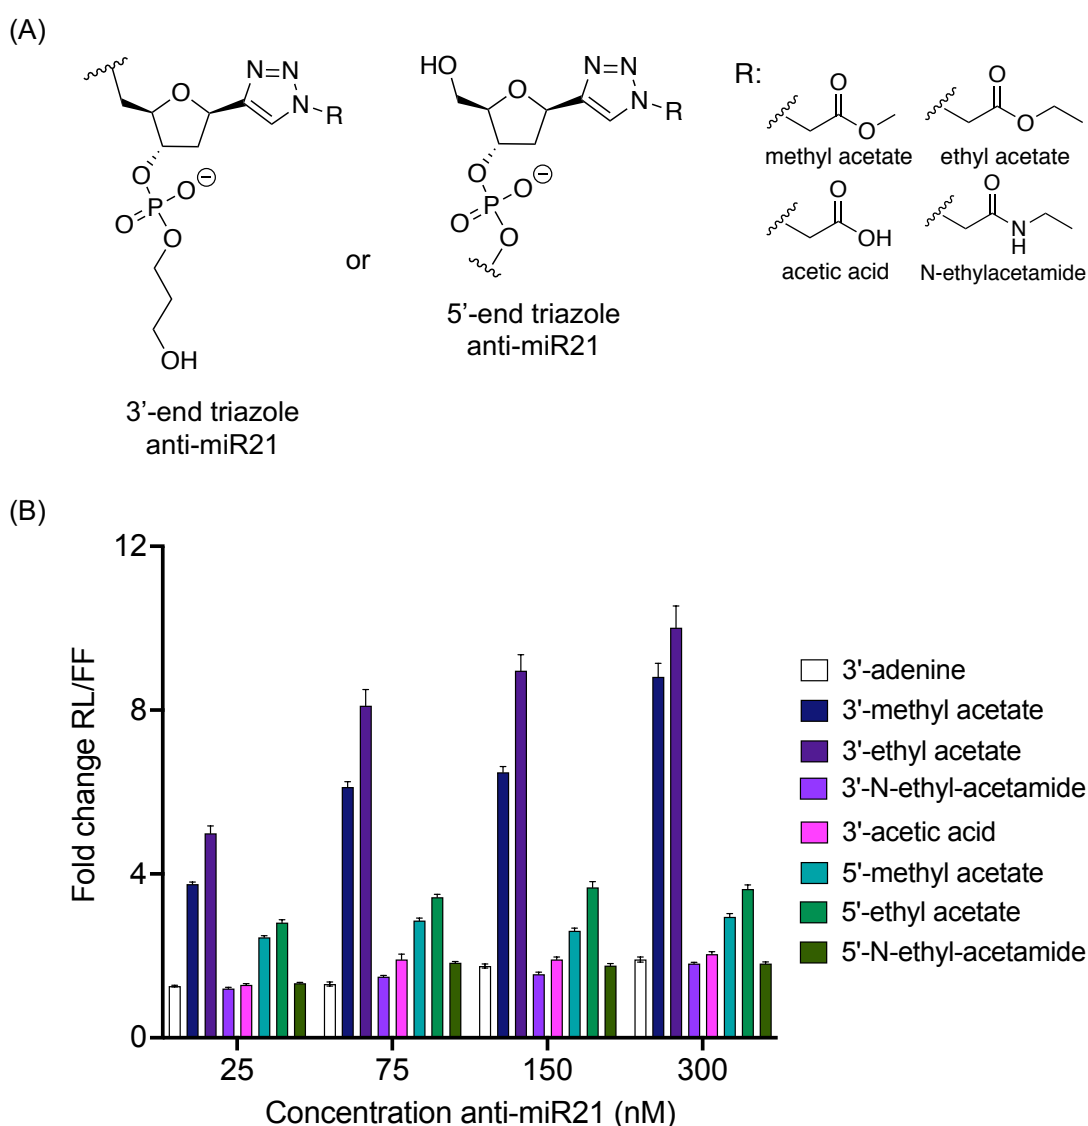 (A)
O
N=N
N
R
O
P
O
O
O
−
OH
3’-end triazole
anti-miR21
or
HO
O
N=N
N
R
O
P
O
O
O
−
5’-end triazole
anti-miR21
R:
O
O
methyl acetate
O
O
ethyl acetate
O
OH
acetic acid
O
N
H
N-ethylacetamide
(B)
Fold change RL/FF
12
8
4
0
25 75 150 300
Concentration anti-miR21 (nM)
3'-adenine
3'-methyl acetate
3'-ethyl acetate
3'-N-ethyl-acetamide
3'-acetic acid
5'-methyl acetate
5'-ethyl acetate
5'-N-ethyl-acetamide